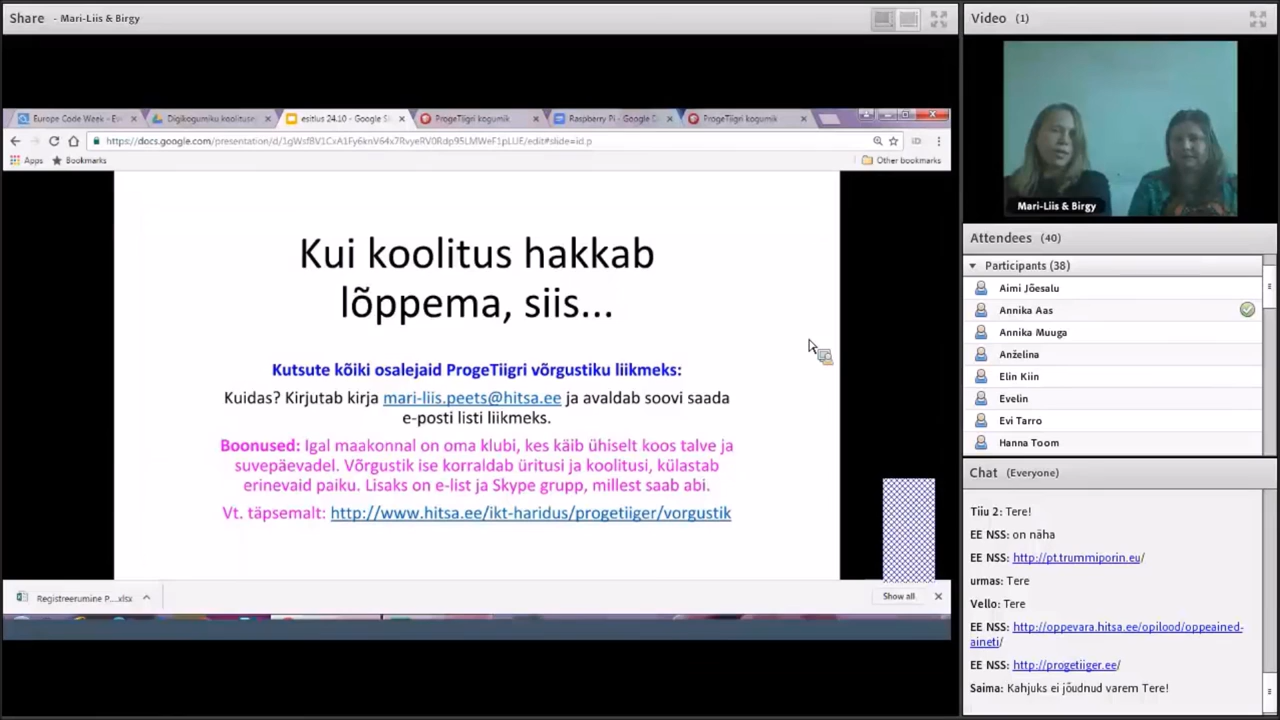 Share - Mari-Liis & Birgy
Europe Code Week - Ev
Digikogumiku koolituse
esitlus 24.10 - Google Sl
ProgeTiigri kogumik
Raspberry Pi - Google S
ProgeTiigri kogumik
Apps
Bookmarks
Other bookmarks
Kui koolitus hakkab
lõppema, siis...
Kutsute kõiki osalejaid ProgeTiigri võrgustiku liikmeks:
Kuidas? Kirjutab kirja mari-liis.peets@hitsa.ee ja avaldab soovi saada
e-posti listi liikmeks.
Boonused: Igal maakonnal on oma klubi, kes käib ühiselt koos talve ja
suvepäevadel. Võrgustik ise korraldab üritusi ja koolitusi, külastab
erinevaid paiku. Lisaks on e-list ja Skype grupp, millest saab abi.
Vt. täpsemalt: http://www.hitsa.ee/ikt-haridus/progetiiger/vorgustik
Registreerumine P....xlsx
Show all
Video (1)
Mari-Liis & Birgy
Attendees (40)
Participants (38)
Aimi Jõesalu
Annika Aas
Annika Muuga
Anželina
Elin Kiin
Evelin
Evi Tarro
Hanna Toom
Chat (Everyone)
Tiiu 2: Tere!
EE NSS: on näha
EE NSS: http://pt.trummiporin.eu/
urmas: Tere
Vello: Tere
EE NSS: http://oppevara.hitsa.ee/opilood/oppeained-
aineti/
EE NSS: http://progetiiger.ee/
Saima: Kahjuks ei jõudnud varem Tere!